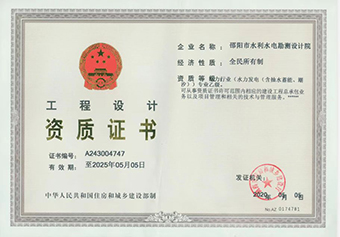 工程设计
资质证书
证书编号: A243004747
有效期: 至2025年05月05日
中华人民共和国住房和城乡建设部制
企业名称: 邵阳市水利水电勘测设计院
经济性质: 全民所有制
资质等级: 电力行业(水力发电(含抽水蓄能、潮
汐))专业乙级。
可从事资质证书许可范围内相应的建设工程总承包业
务以及项目管理和相关的技术与管理服务。
发证机关:
2020
No.AZ 0174741